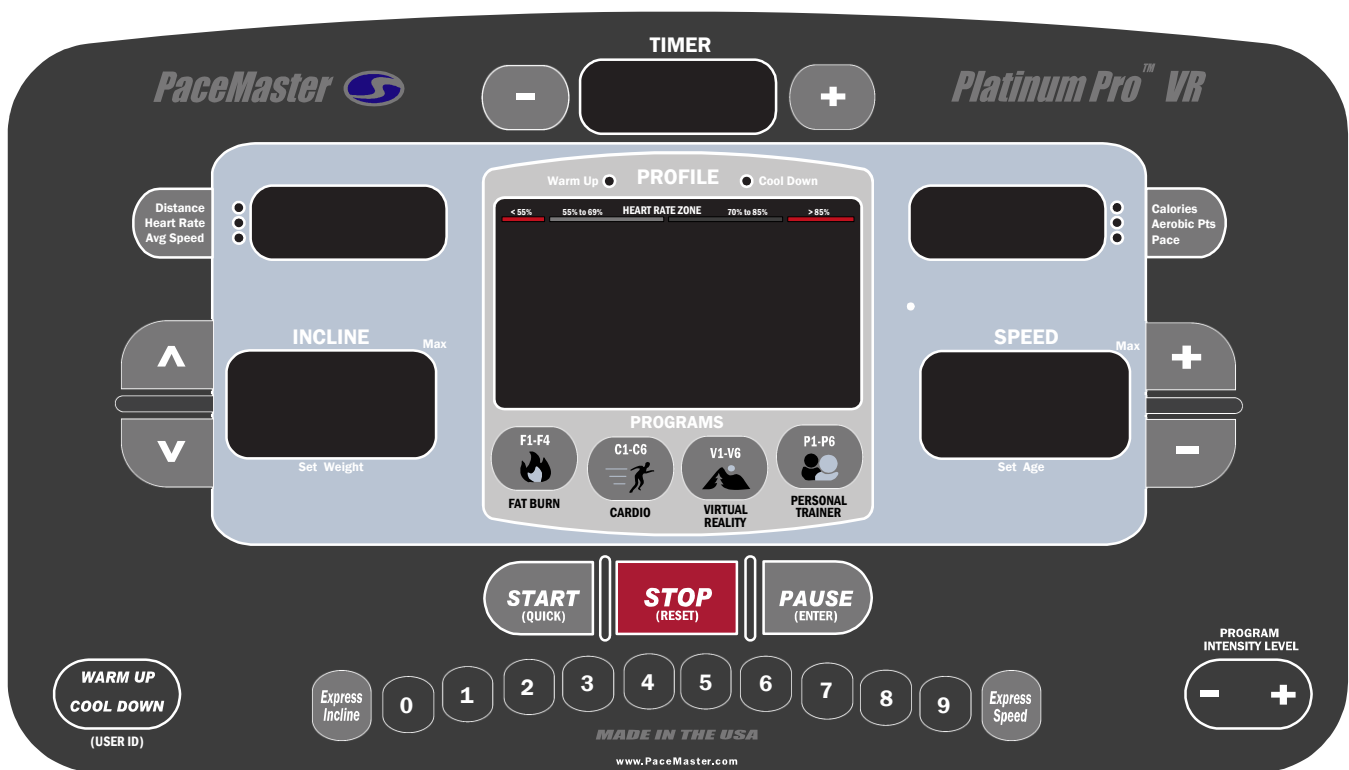 TIMER
PaceMaster
Platinum Pro™ VR
-
+
Warm Up
PROFILE
Cool Down
Distance
Heart Rate
Avg Speed
< 55%
55% to 69%
HEART RATE ZONE
70% to 85%
> 85%
Calories
Aerobic Pts
Pace
INCLINE
Max
Set Weight
SPEED
Max
+
-
Set Age
PROGRAMS
F1-F4
FAT BURN
C1-C6
CARDIO
V1-V6
VIRTUAL
REALITY
P1-P6
PERSONAL
TRAINER
START
(QUICK)
STOP
(RESET)
PAUSE
(ENTER)
WARM UP
COOL DOWN
(USER ID)
Express
Incline
0
1
2
3
4
5
6
7
8
9
Express
Speed
PROGRAM
INTENSITY LEVEL
- +
MADE IN THE USA
www.PaceMaster.com